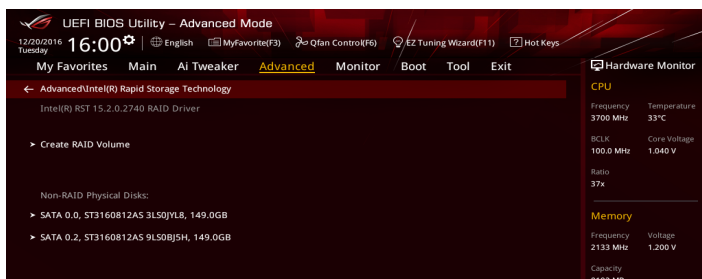 UEFI BIOS Utility – Advanced Mode
12/20/2016 Tuesday 16:00 English MyFavorite(F3) Qfan Control(F6) EZ Tuning Wizard(F11) ? Hot Keys
My Favorites Main Ai Tweaker Advanced Monitor Boot Tool Exit
← Advanced\Intel(R) Rapid Storage Technology
Intel(R) RST 15.2.0.2740 RAID Driver
> Create RAID Volume
Non-RAID Physical Disks:
> SATA 0.0, ST3160812AS 3LS0JYL8, 149.0GB
> SATA 0.2, ST3160812AS 9LS0BJ5H, 149.0GB
Hardware Monitor
CPU
Frequency Temperature
3700 MHz 33°C
BCLK Core Voltage
100.0 MHz 1.040 V
Ratio
37x
Memory
Frequency Voltage
2133 MHz 1.200 V
Capacity